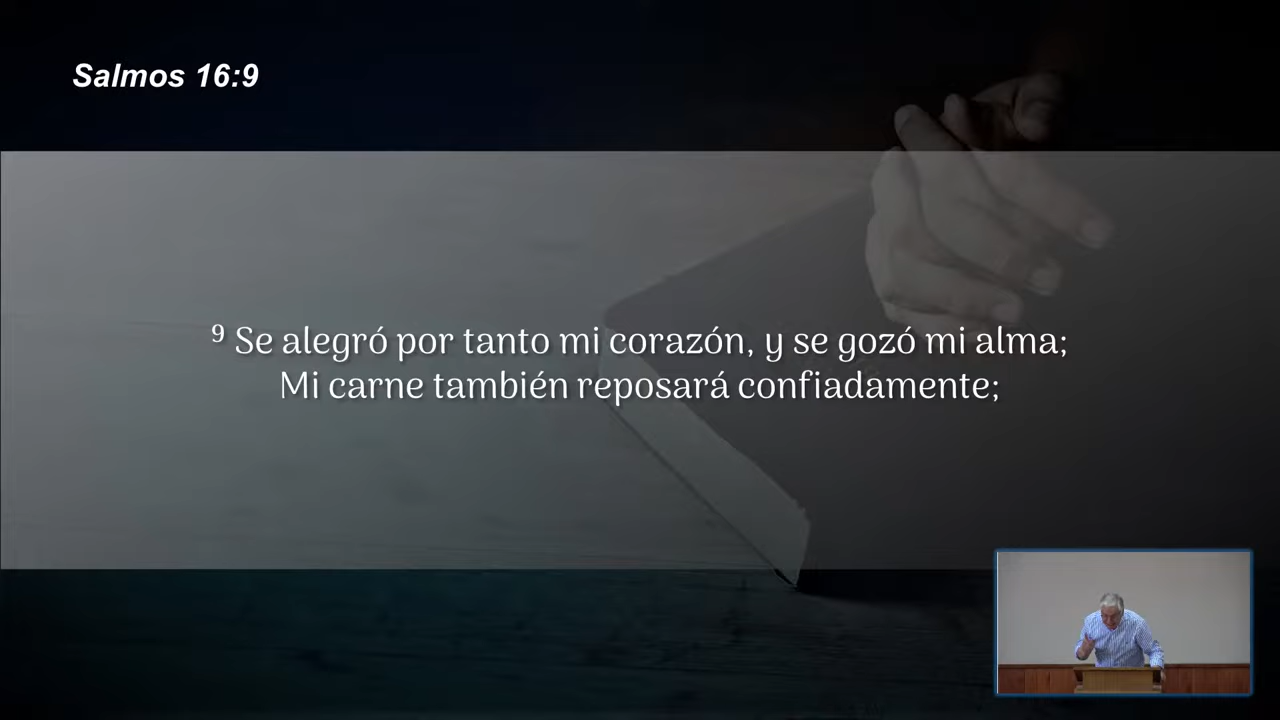 Salmos 16:9
⁹ Se alegró por tanto mi corazón, y se gozó mi alma;
Mi carne también reposará confiadamente;